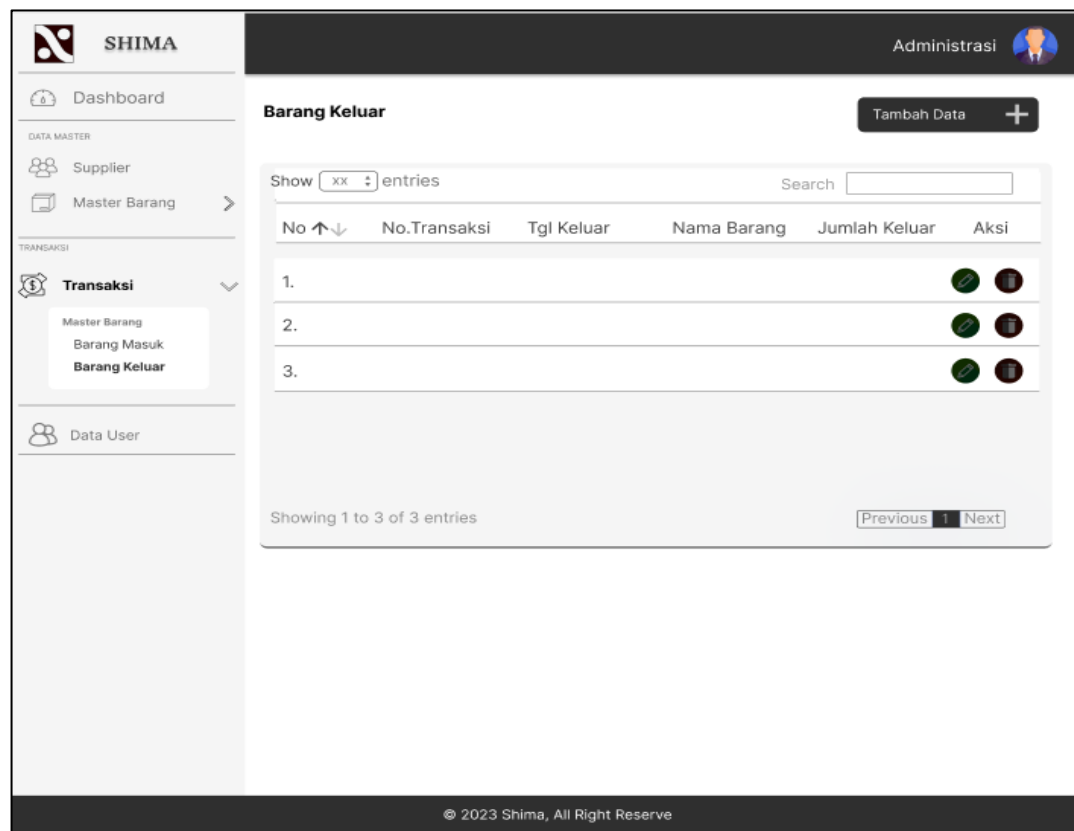 SHIMA
Administrasi
Dashboard
DATA MASTER
Supplier
Master Barang
TRANSAKSI
Transaksi
Master Barang
Barang Masuk
Barang Keluar
Data User
Barang Keluar
Tambah Data
Show xx entries
Search
No No.Transaksi Tgl Keluar Nama Barang Jumlah Keluar Aksi
1.
2.
3.
Showing 1 to 3 of 3 entries
Previous 1 Next
© 2023 Shima, All Right Reserve